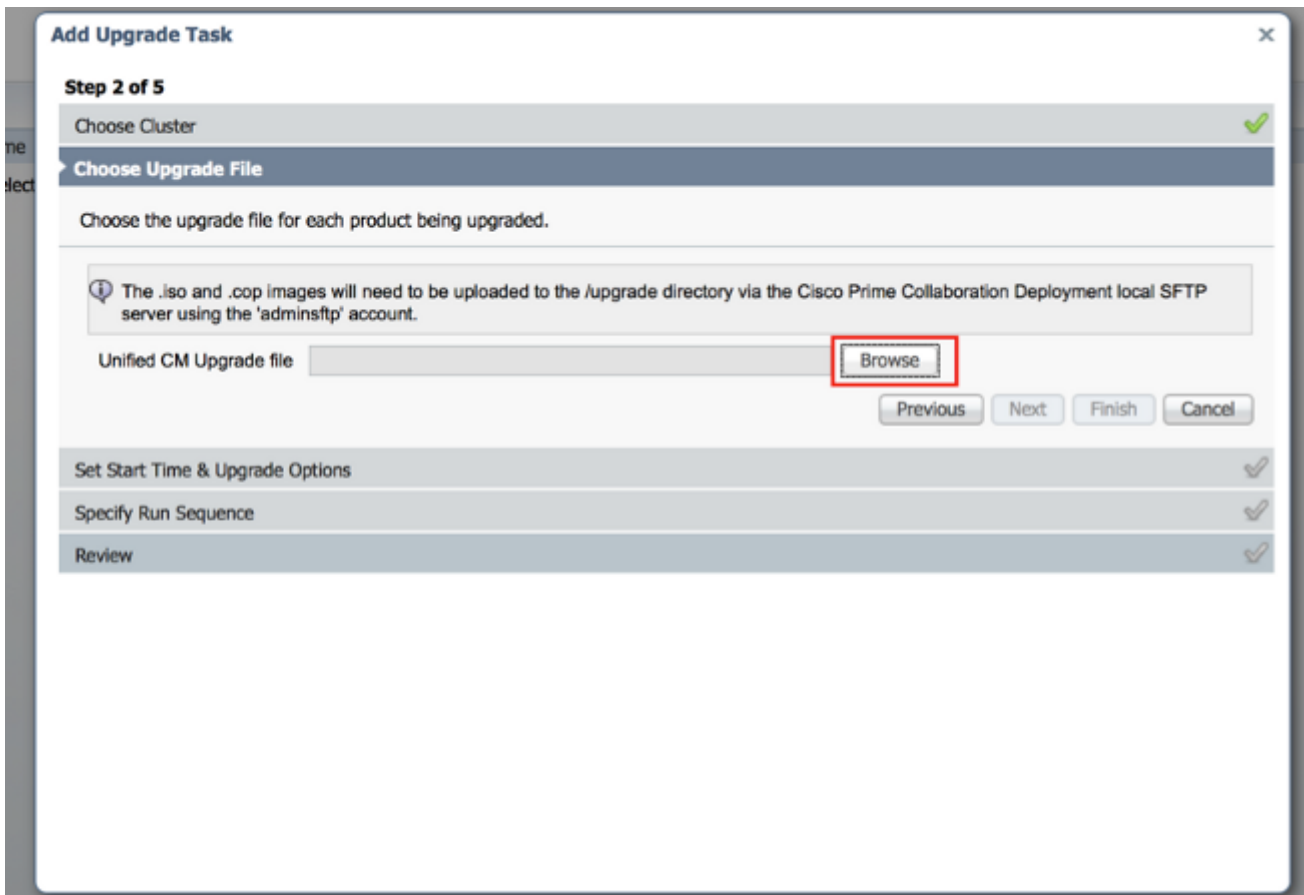 Add Upgrade Task
Step 2 of 5
Choose Cluster
Choose Upgrade File
Choose the upgrade file for each product being upgraded.
The .iso and .cop images will need to be uploaded to the /upgrade directory via the Cisco Prime Collaboration Deployment local SFTP
server using the 'adminsftp' account.
Unified CM Upgrade file Browse
Previous Next Finish Cancel
Set Start Time & Upgrade Options
Specify Run Sequence
Review